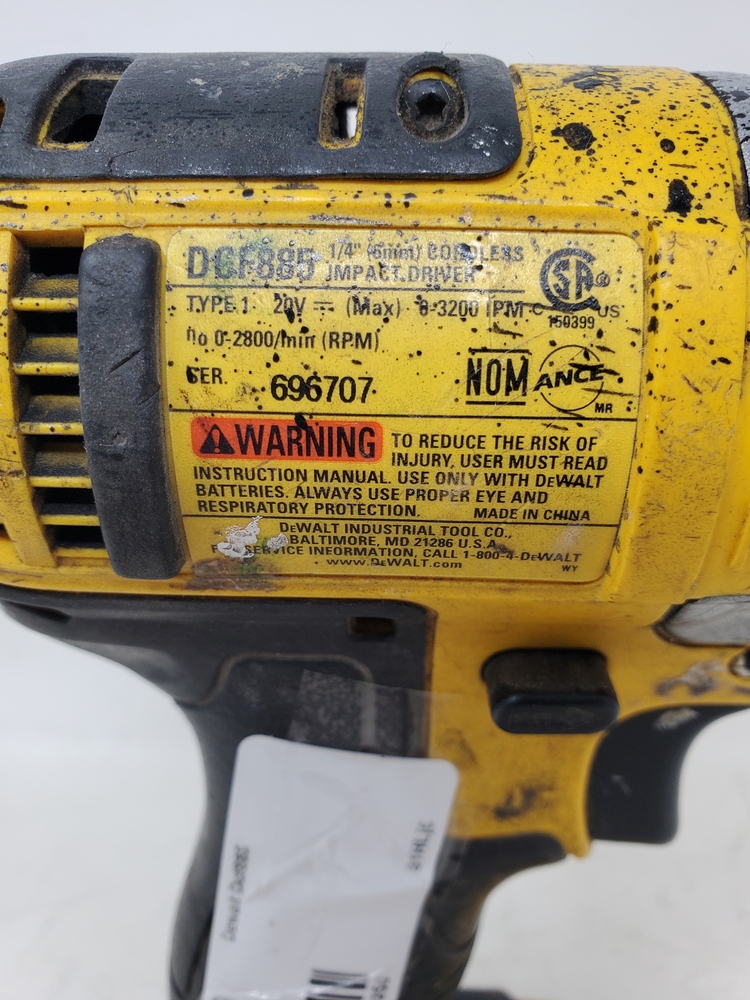 DCF885 1/4" (6mm) CORDLESS
IMPACT DRIVER
SA ®
C US
150399
TYPE 1 20V ⎓ (Max) 0-3200 IPM
no 0-2800/min (RPM)
SER. 696707
NOM ANCE
MR
WARNING TO REDUCE THE RISK OF
INJURY, USER MUST READ
INSTRUCTION MANUAL. USE ONLY WITH DEWALT
BATTERIES. ALWAYS USE PROPER EYE AND
RESPIRATORY PROTECTION. MADE IN CHINA
DEWALT INDUSTRIAL TOOL CO.,
BALTIMORE, MD 21286 U.S.A.
SERVICE INFORMATION, CALL 1-800-4-DEWALT
www.DEWALT.com
WY